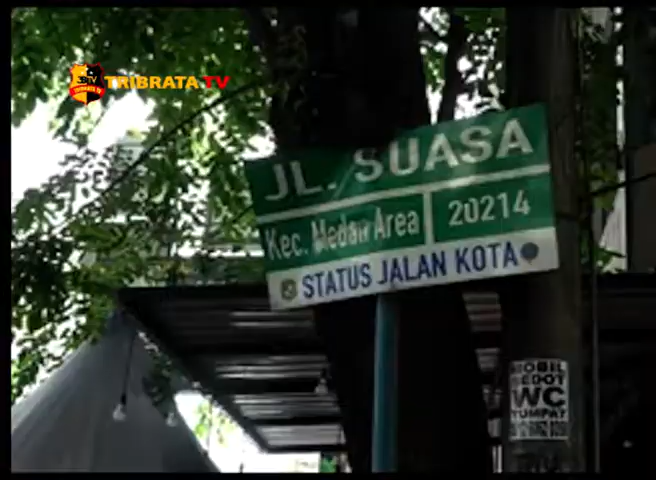 TRIBRATA TV
JL. SUASA
Kec. Medan Area
20214
STATUS JALAN KOTA
MOBIL
SEDOT
WC
TUMPAT